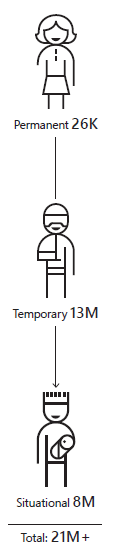 Permanent 26K
Temporary 13M
Situational 8M
Total: 21M+